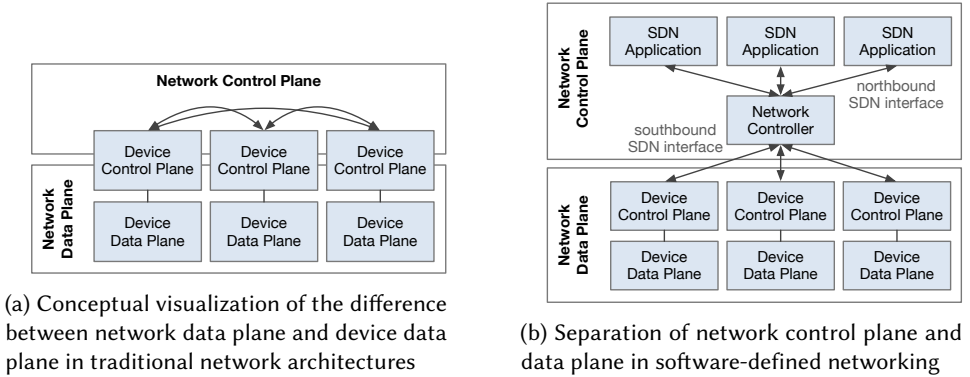 Network Control Plane
Device
Control Plane
Device
Control Plane
Device
Control Plane
Network
Data Plane
Device
Data Plane
Device
Data Plane
Device
Data Plane
(a) Conceptual visualization of the difference
between network data plane and device data
plane in traditional network architectures
Network
Control Plane
SDN
Application
SDN
Application
SDN
Application
northbound
SDN interface
Network
Controller
southbound
SDN interface
Network
Data Plane
Device
Control Plane
Device
Control Plane
Device
Control Plane
Device
Data Plane
Device
Data Plane
Device
Data Plane
(b) Separation of network control plane and
data plane in software-defined networking